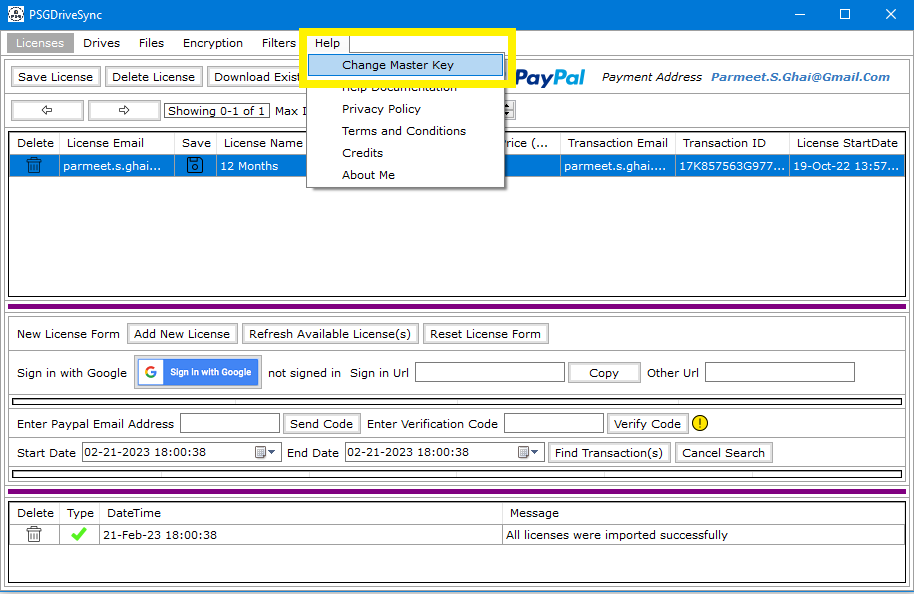 PSGDriveSync
Licenses Drives Files Encryption Filters Help
Change Master Key
Help Documentation
Privacy Policy
Terms and Conditions
Credits
About Me
Save License Delete License Download Exist PayPal Payment Address Parmeet.S.Ghai@Gmail.Com
Showing 0-1 of 1 Max
Delete License Email Save License Name rice (... Transaction Email Transaction ID License StartDate
parmeet.s.ghai... 12 Months parmeet.s.ghai.... 17K857563G977... 19-Oct-22 13:57...
New License Form Add New License Refresh Available License(s) Reset License Form
Sign in with Google Sign in with Google not signed in Sign in Url Copy Other Url
Enter Paypal Email Address Send Code Enter Verification Code Verify Code !
Start Date 02-21-2023 18:00:38 End Date 02-21-2023 18:00:38 Find Transaction(s) Cancel Search
Delete Type DateTime Message
21-Feb-23 18:00:38 All licenses were imported successfully